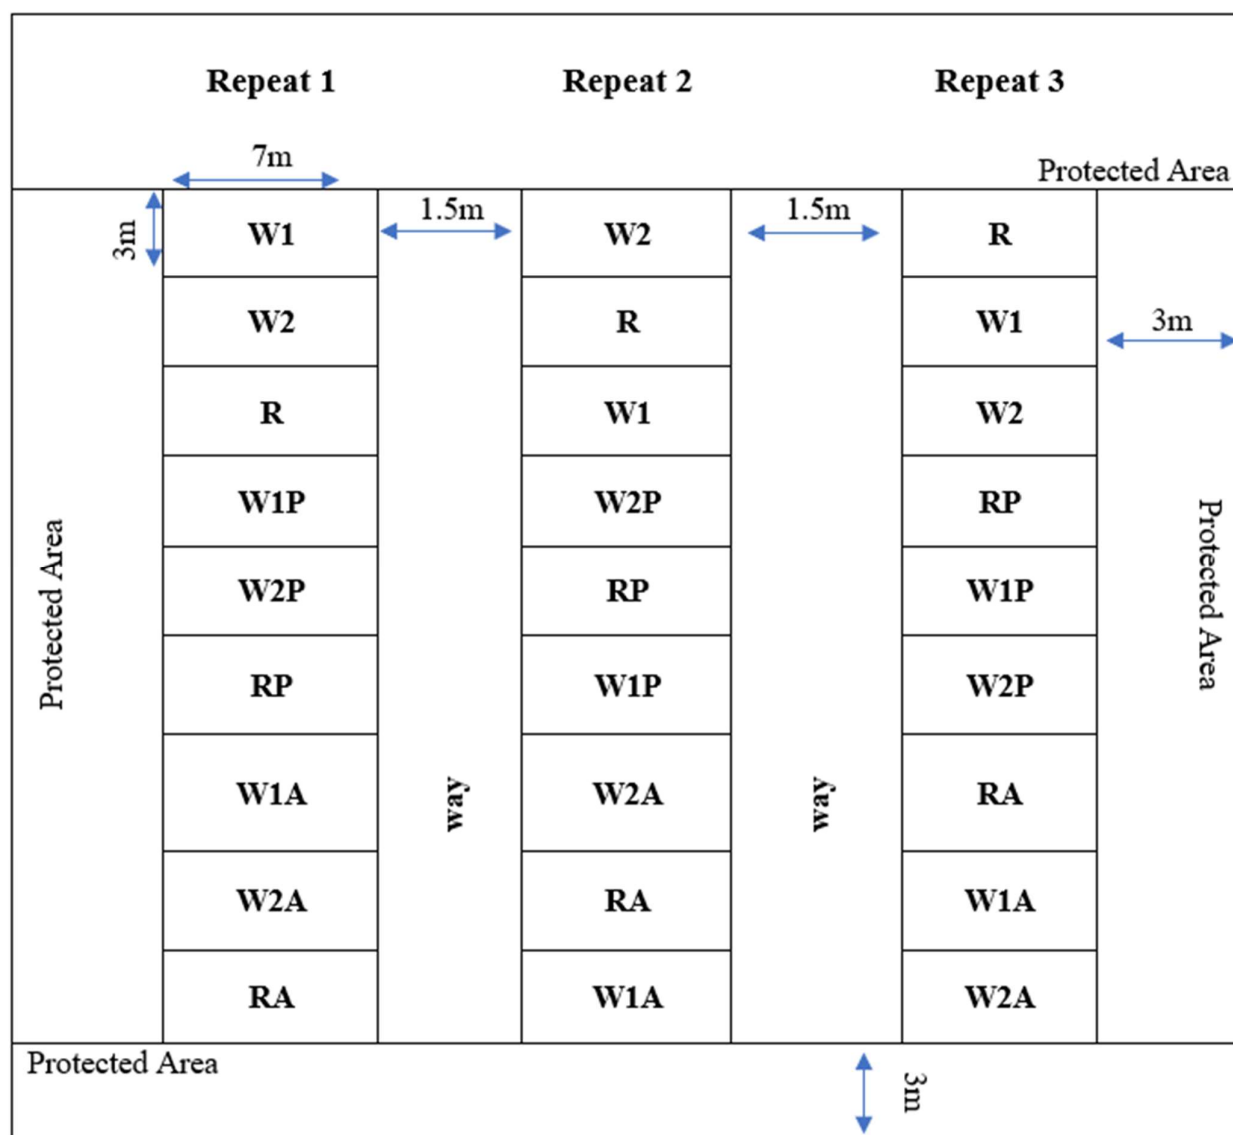 Repeat 1 Repeat 2 Repeat 3
7m
Protected Area
3m
1.5m
1.5m
W1 W2 R
W2 R W1
3m
R W1 W2
W1P W2P RP
Protected Area
Protected Area
W2P RP W1P
RP W1P W2P
W1A W2A RA
way
way
W2A RA W1A
RA W1A W2A
Protected Area
3m